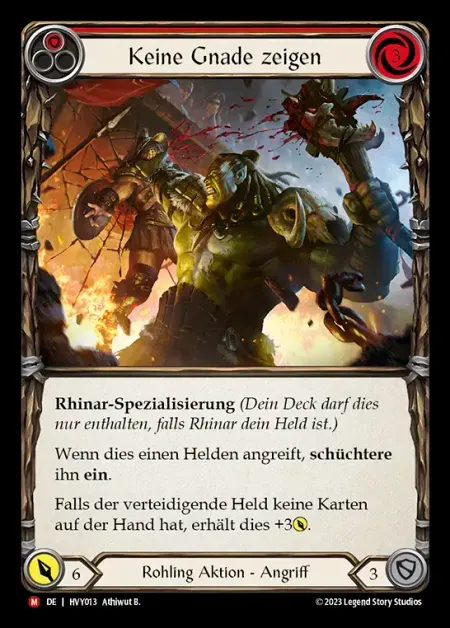 3
Keine Gnade zeigen
Rhinar-Spezialisierung (Dein Deck darf dies
nur enthalten, falls Rhinar dein Held ist.)
Wenn dies einen Helden angreift, schüchtere
ihn ein.
Falls der verteidigende Held keine Karten
auf der Hand hat, erhält dies +3.
6
Rohling Aktion - Angriff
3
M DE | HVY013 Athiwut B.
© 2023 Legend Story Studios